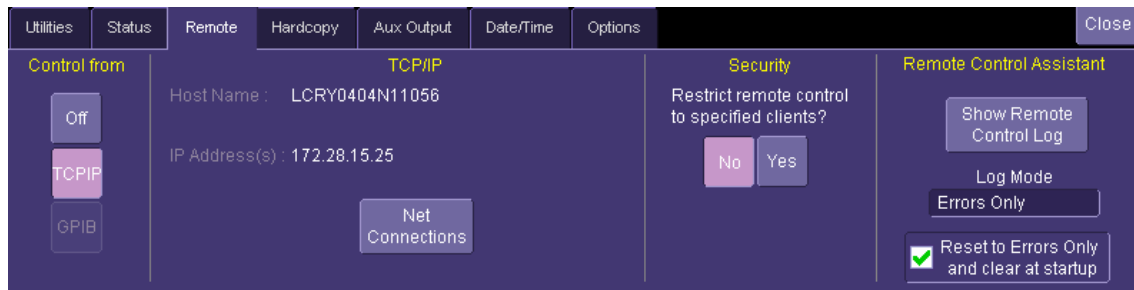 Utilities Status Remote Hardcopy Aux Output Date/Time Options Close
Control from
Off
TCPIP
GPIB
TCP/IP
Host Name : LCRY0404N11056
IP Address(s) : 172.28.15.25
Net
Connections
Security
Restrict remote control
to specified clients?
No Yes
Remote Control Assistant
Show Remote
Control Log
Log Mode
Errors Only
Reset to Errors Only
and clear at startup